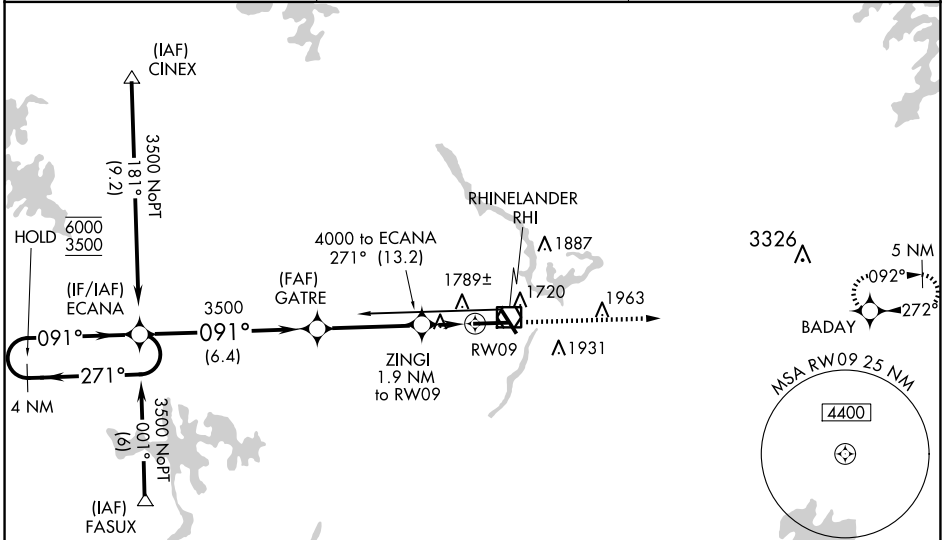 (IAF)
CINEX
3500 NoPT
181°
(9.2)
HOLD
6000
3500
(IF/IAF)
ECANA
091°
271°
4 NM
3500
091°
(6.4)
3500 NoPT
001°
(6)
(IAF)
FASUX
(FAF)
GATRE
4000 to ECANA
271° (13.2)
ZINGI
1.9 NM
to RW09
1789±
RHINELANDER
RHI
1887
1720
1963
RW09
1931
3326
5 NM
092°
272°
BADAY
MSA RW09 25 NM
4400